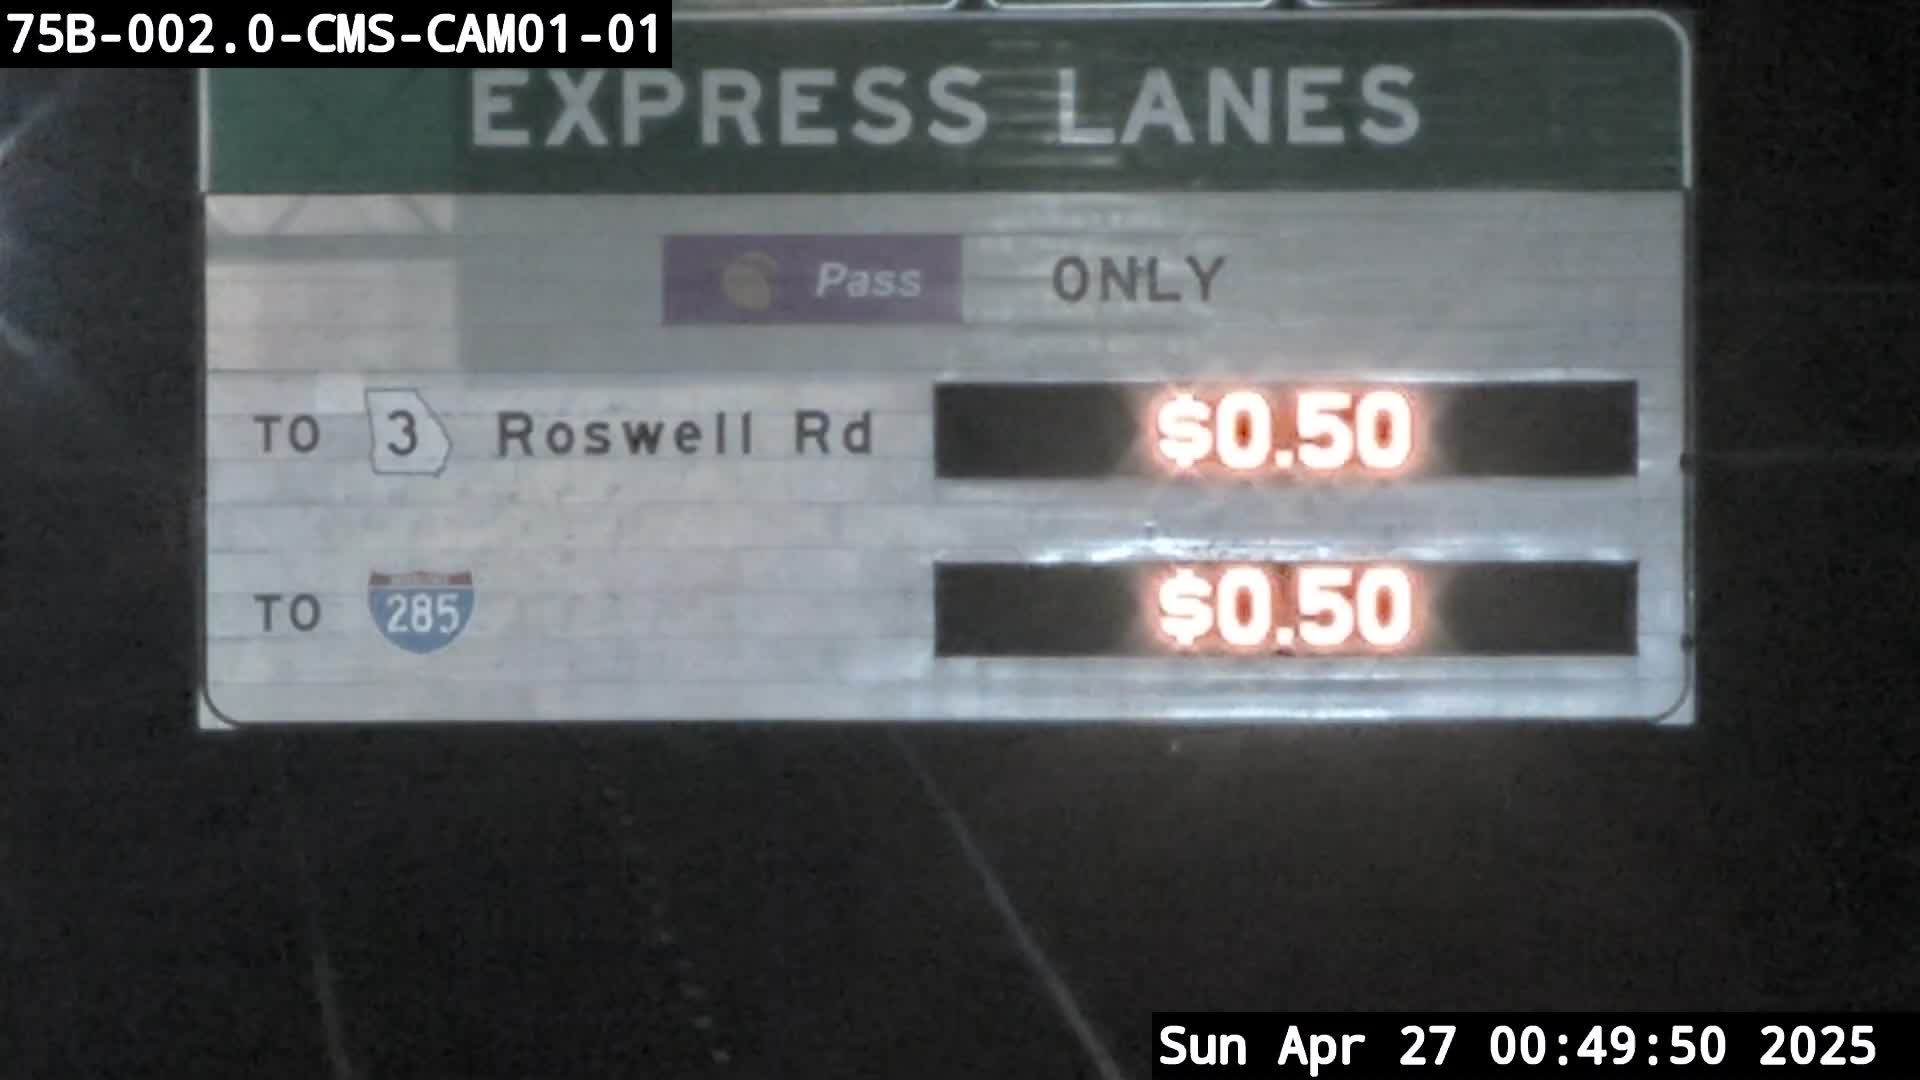 75B-002.0-CMS-CAM01-01
EXPRESS LANES
Pass ONLY
TO 3 Roswell Rd $0.50
TO 285 $0.50
Sun Apr 27 00:49:50 2025